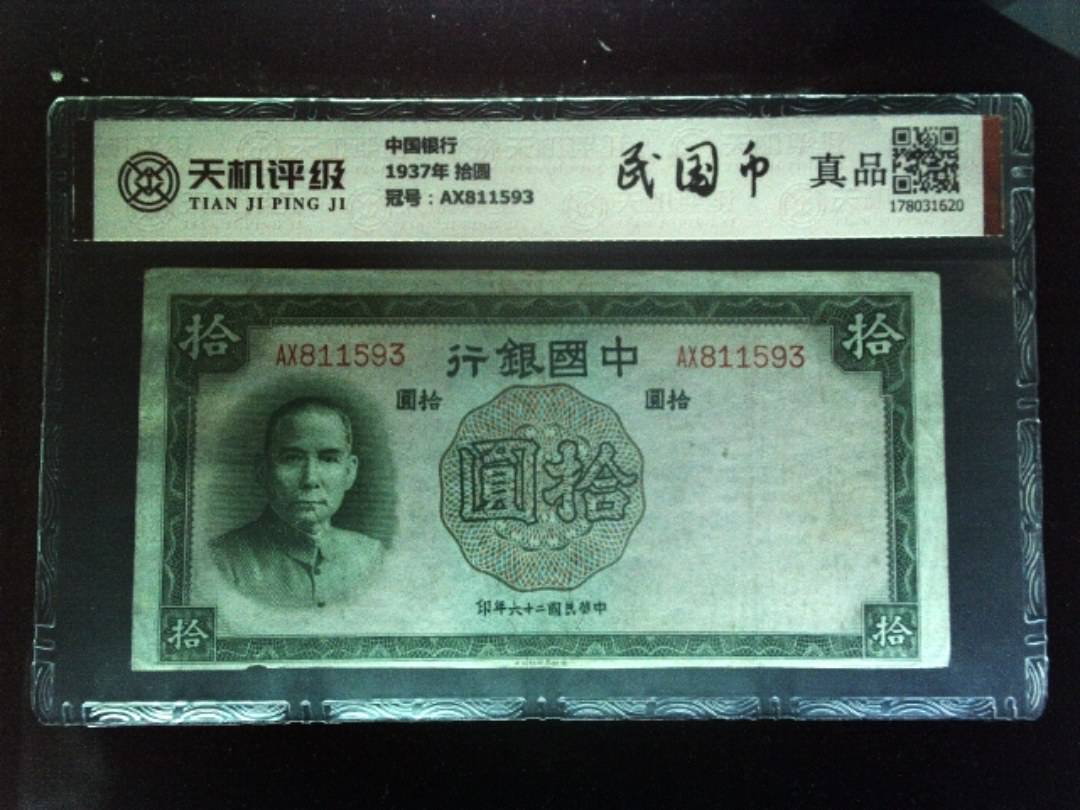 天机评级
TIAN JI PING JI
中国银行
1937年 拾圆
冠号：AX811593
民国币
真品
178031620
拾
拾
AX811593
中國銀行
AX811593
拾圓
拾圓
拾圓
中華民國二十六年印
拾
拾